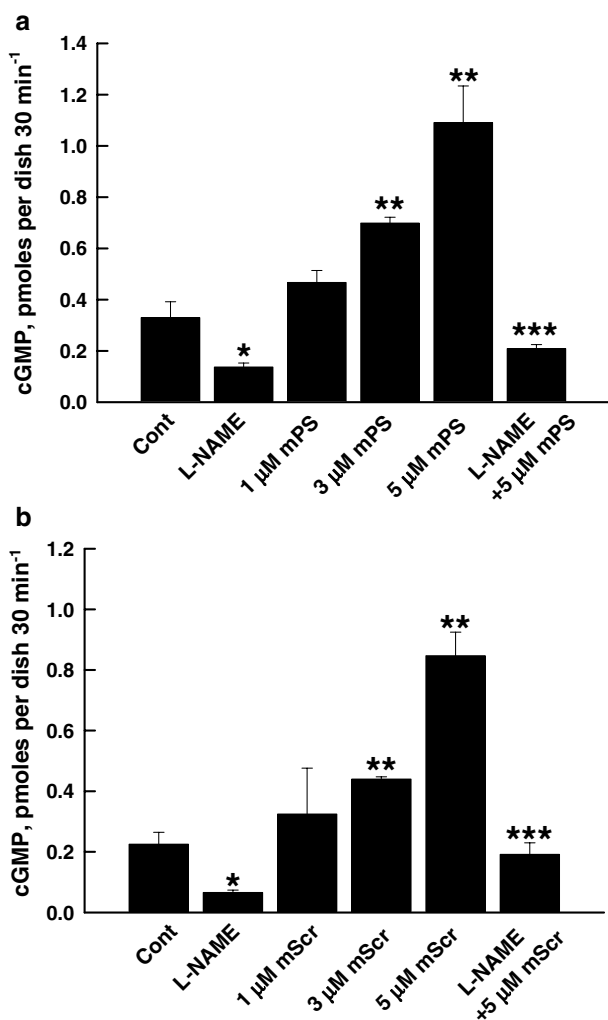 a
cGMP, pmoles per dish 30 min⁻¹
1.4
1.2
1.0
0.8
0.6
0.4
0.2
0.0
*
**
**
***
Cont
L-NAME
1 µM mPS
3 µM mPS
5 µM mPS
L-NAME
+5 µM mPS
b
cGMP, pmoles per dish 30 min⁻¹
1.2
1.0
0.8
0.6
0.4
0.2
0.0
*
**
**
***
Cont
L-NAME
1 µM mScr
3 µM mScr
5 µM mScr
L-NAME
+5 µM mScr